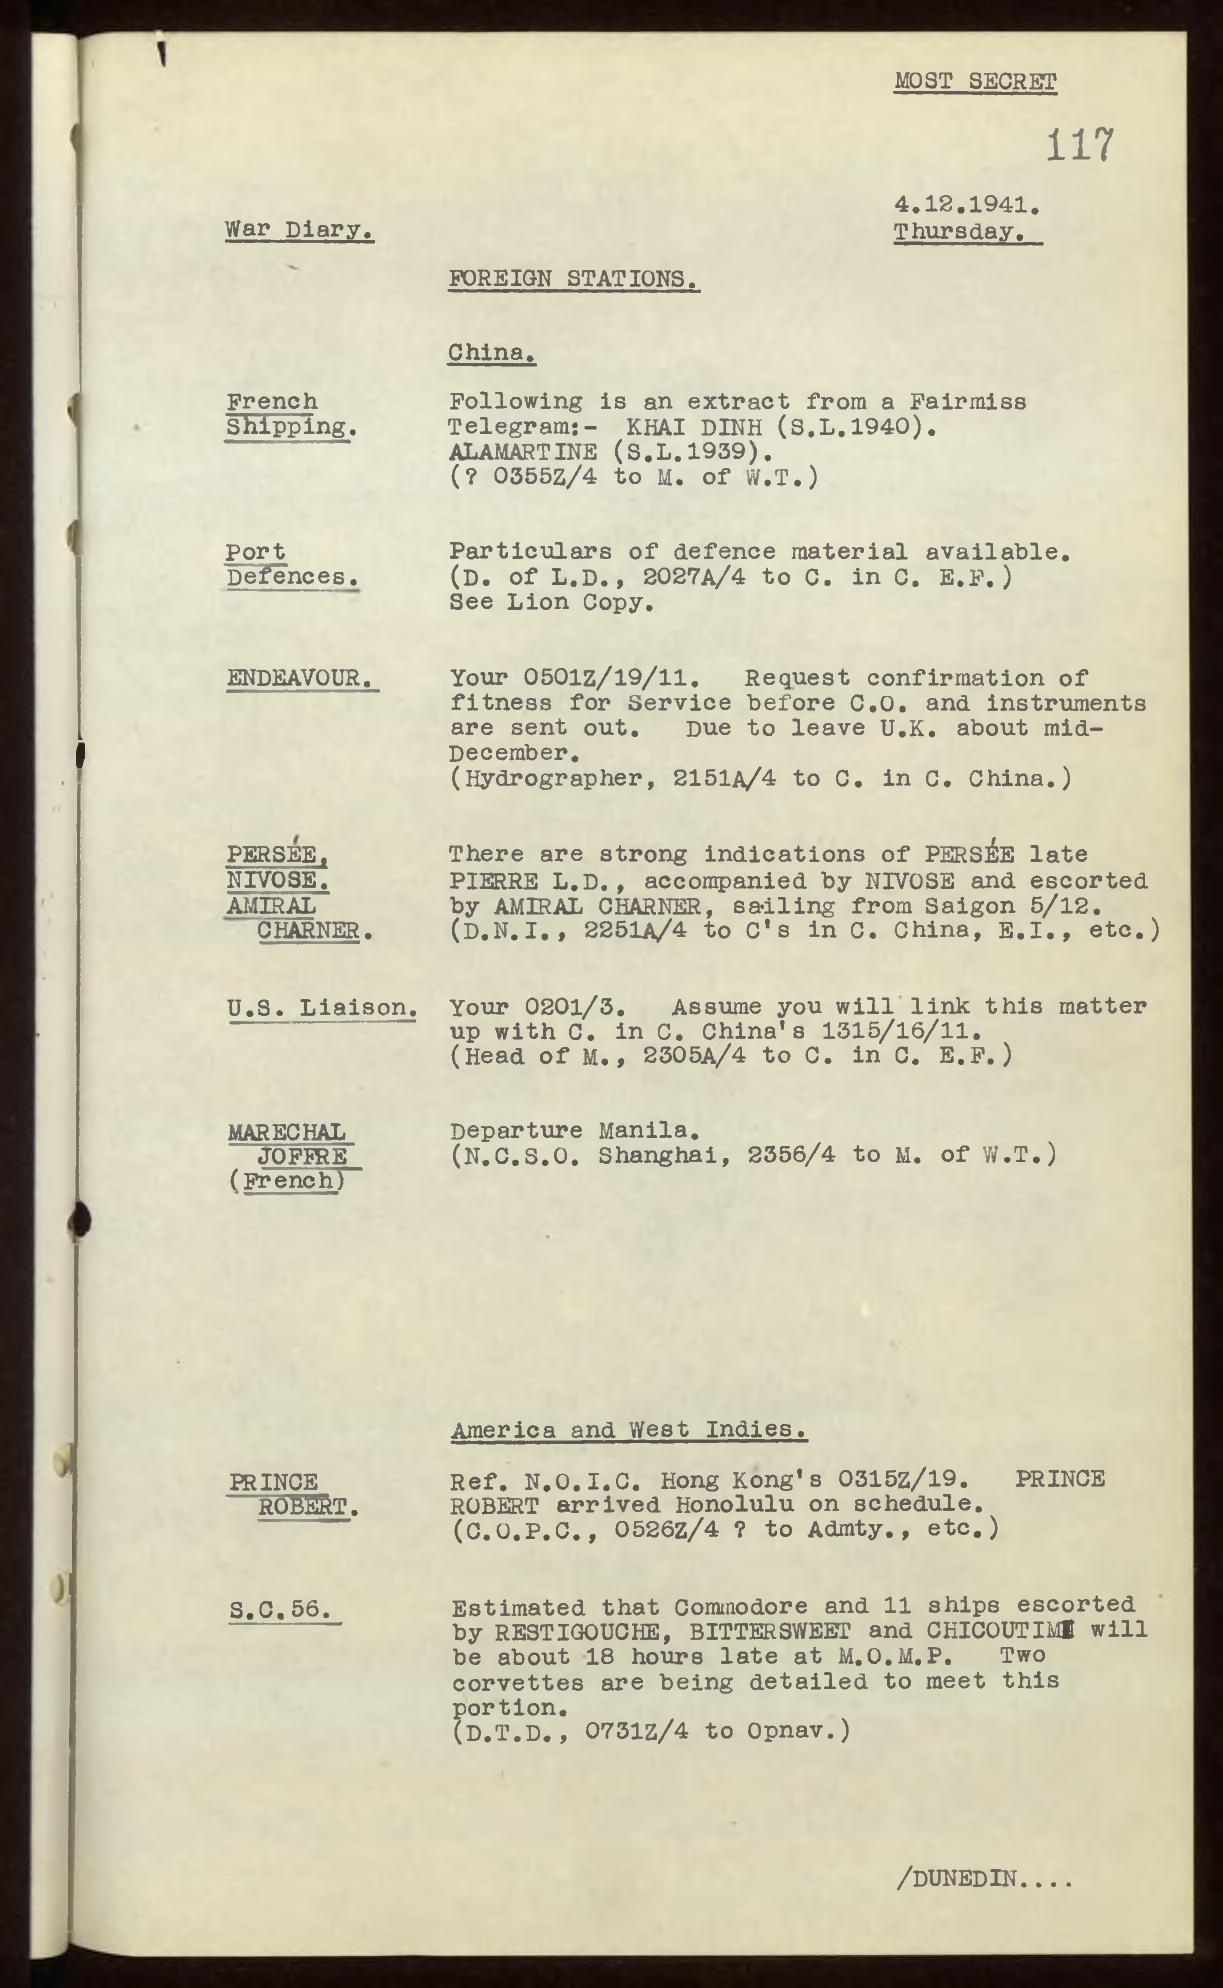 MOST SECRET
117
4.12.1941.
War Diary.
Thursday.
FOREIGN STATIONS.
China.
French
Shipping.
Following is an extract from a Fairmiss
Telegram:- KHAI DINH (S.L.1940).
ALAMARTINE (S.L.1939).
(? 0355Z/4 to M. of W.T.)
Port
Defences.
Particulars of defence material available.
(D. of L.D., 2027A/4 to C. in C. E.F.)
See Lion Copy.
ENDEAVOUR.
Your 0501Z/19/11. Request confirmation of
fitness for Service before C.O. and instruments
are sent out. Due to leave U.K. about mid-
December.
(Hydrographer, 2151A/4 to C. in C. China.)
PERSÉE,
NIVOSE.
AMIRAL
CHARNER.
There are strong indications of PERSÉE late
PIERRE L.D., accompanied by NIVOSE and escorted
by AMIRAL CHARNER, sailing from Saigon 5/12.
(D.N.I., 2251A/4 to C's in C. China, E.I., etc.)
U.S. Liaison.
Your 0201/3. Assume you will link this matter
up with C. in C. China's 1315/16/11.
(Head of M., 2305A/4 to C. in C. E.F.)
MARECHAL
JOFFRE
(French)
Departure Manila.
(N.C.S.O. Shanghai, 2356/4 to M. of W.T.)
America and West Indies.
PRINCE
ROBERT.
Ref. N.O.I.C. Hong Kong's 0315Z/19. PRINCE
ROBERT arrived Honolulu on schedule.
(C.O.P.C., 0526Z/4 ? to Admty., etc.)
S.C.56.
Estimated that Commodore and 11 ships escorted
by RESTIGOUCHE, BITTERSWEET and CHICOUTIMI will
be about 18 hours late at M.O.M.P. Two
corvettes are being detailed to meet this
portion.
(D.T.D., 0731Z/4 to Opnav.)
/DUNEDIN....